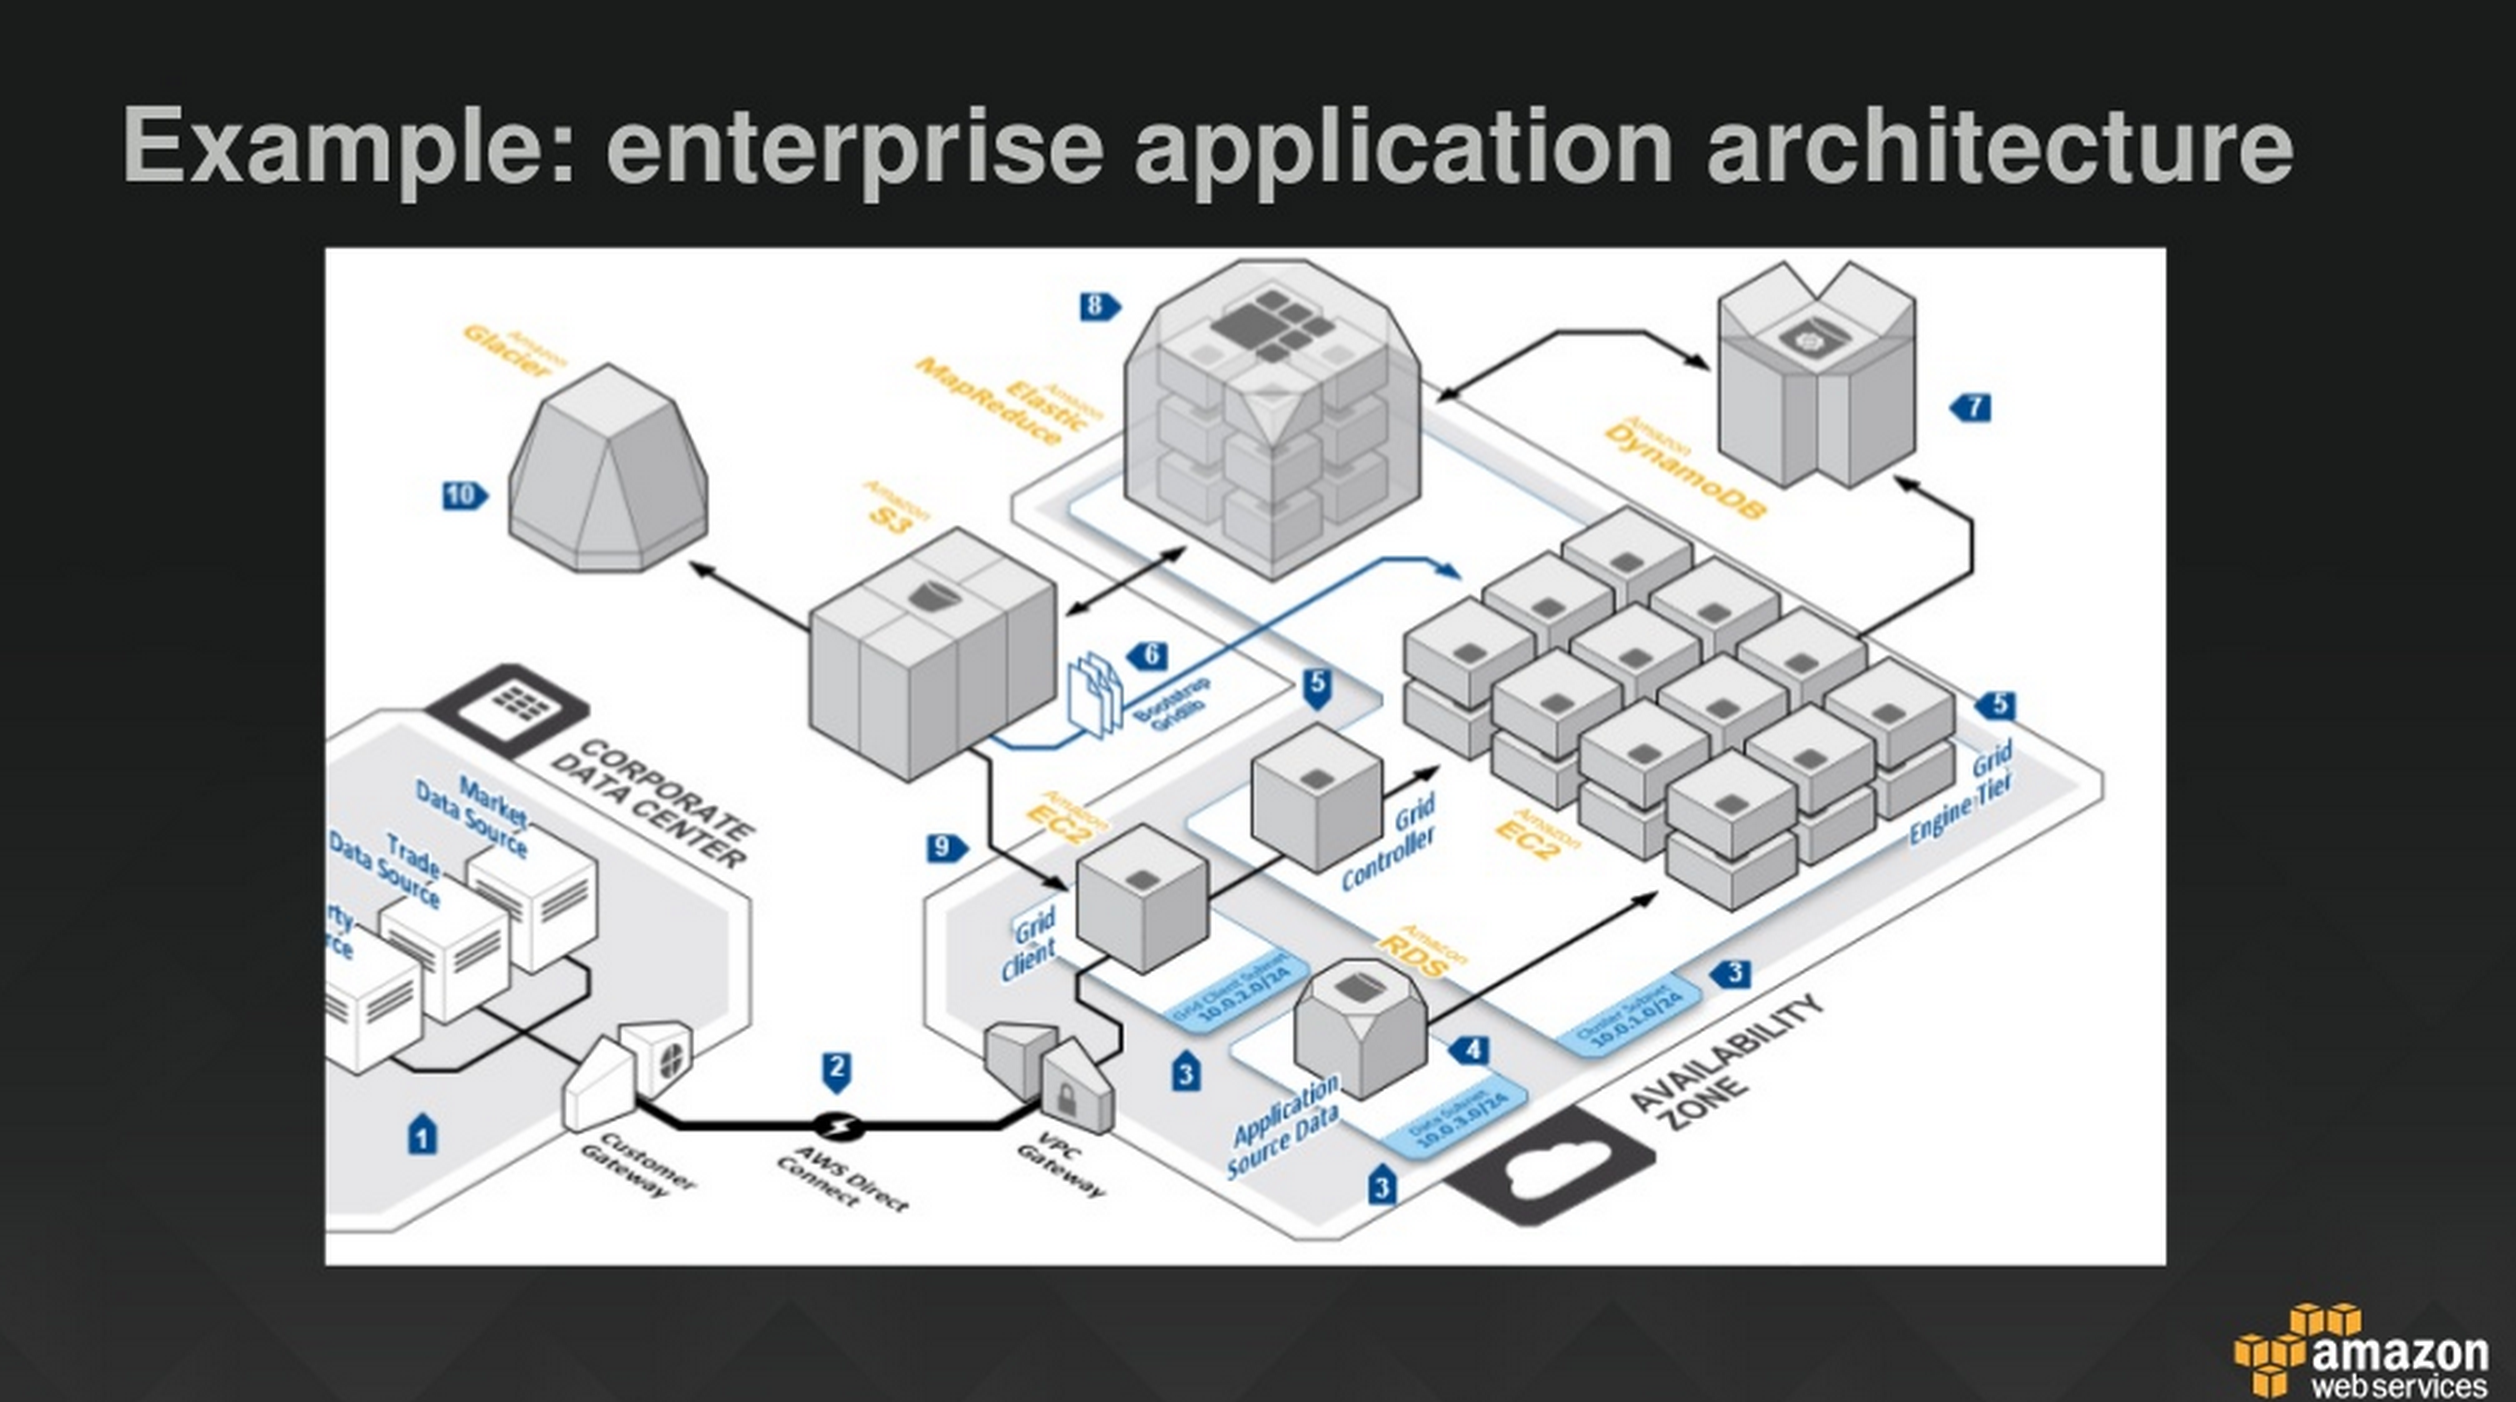 Example: enterprise application architecture
8
Amazon
Glacier
Amazon
Elastic
MapReduce
7
Amazon
DynamoDB
10
Amazon
S3
6
Bootstrap
Gridlib
5
5
Grid
Engine Tier
CORPORATE
DATA CENTER
Market
Data Source
Trade
Data Source
rty
rce
9
Amazon
EC2
Grid
Controller
Amazon
EC2
Grid
Client
Amazon
RDS
Grid Client Subnet
10.0.2.0/24
3
Cluster Subnet
10.0.1.0/24
3
4
2
1
Application
Source Data
Data Subnet
10.0.3.0/24
3
AVAILABILITY
ZONE
Customer
Gateway
AWS Direct
Connect
VPC
Gateway
amazon
web services